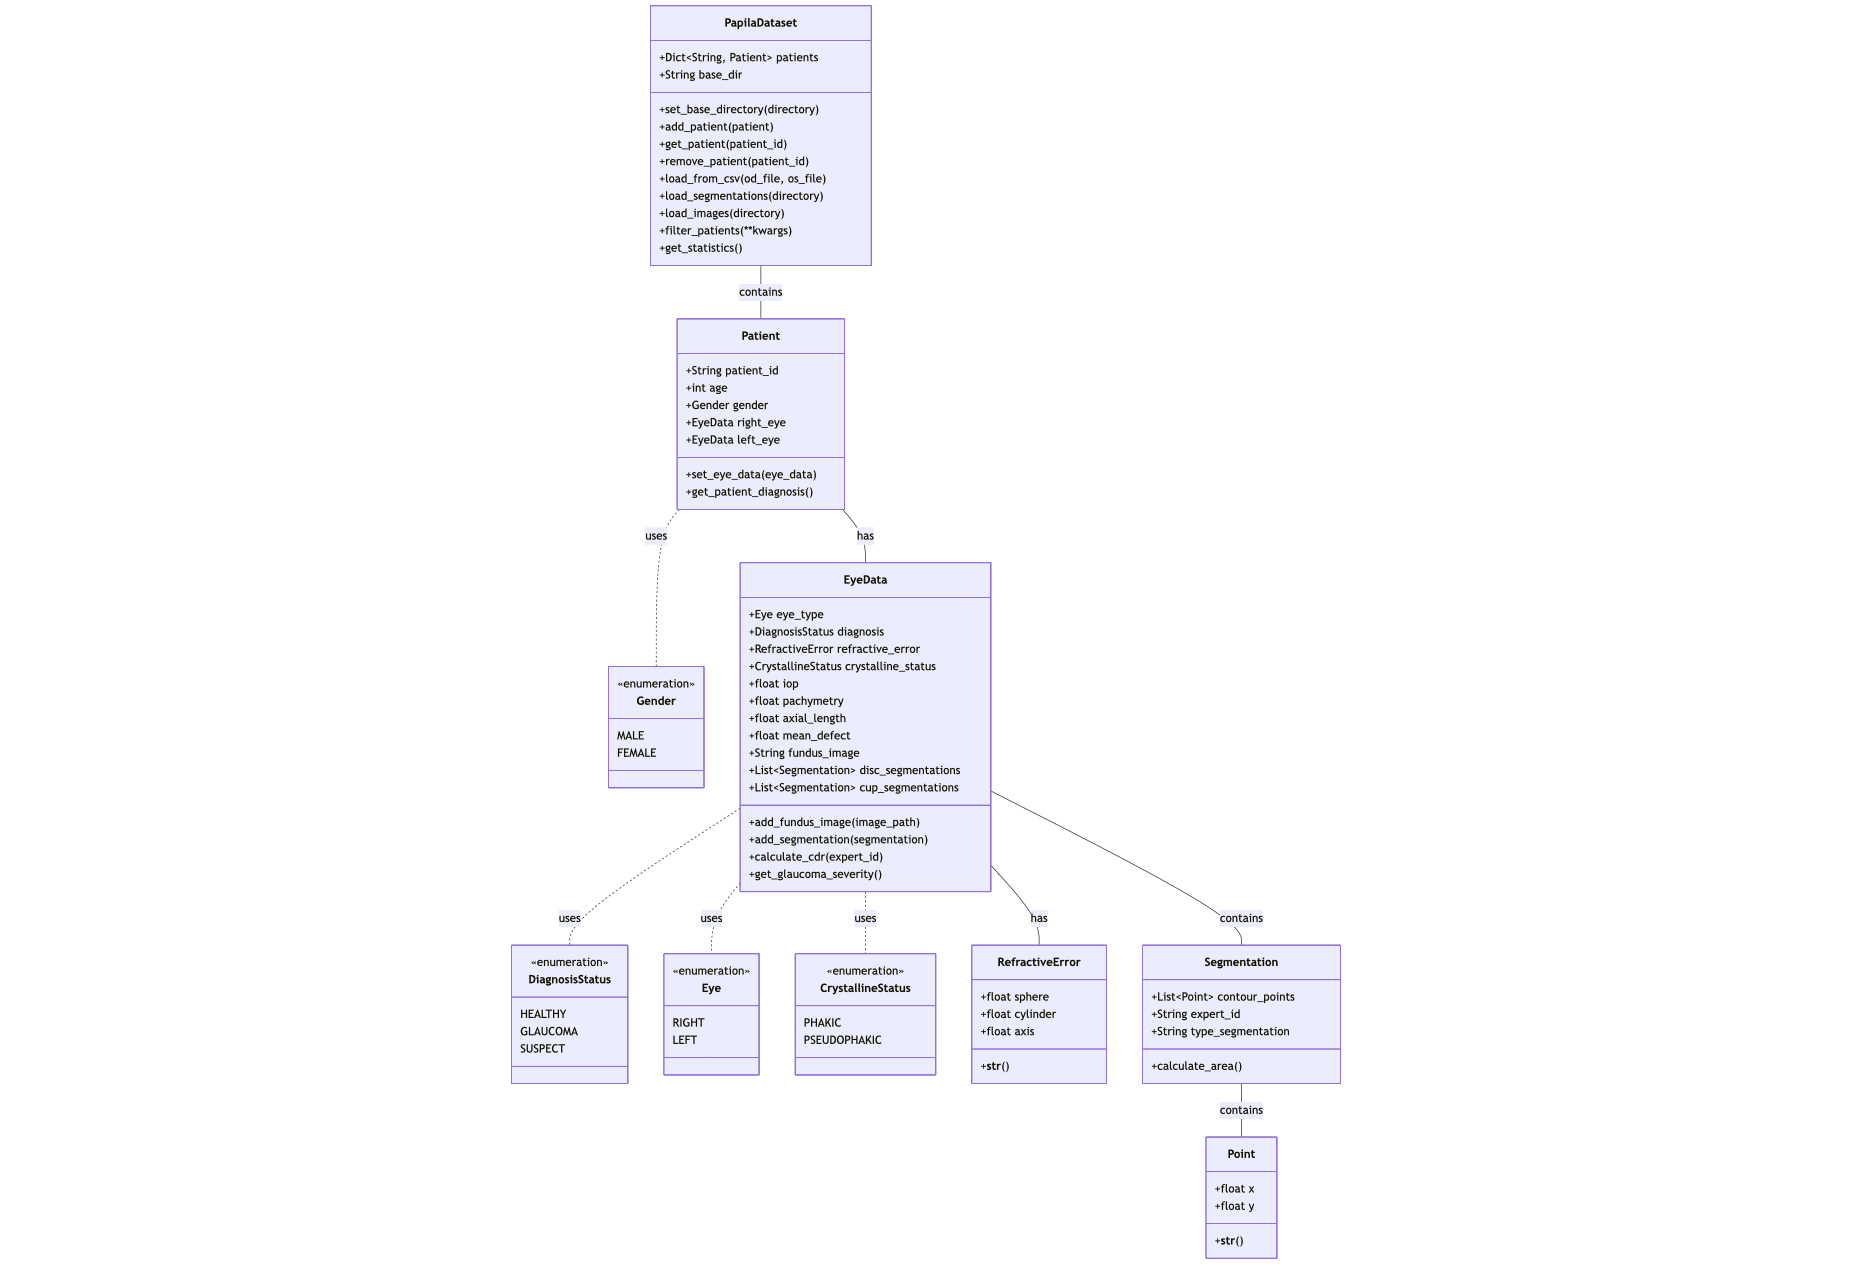 PapilaDataset
+Dict<String, Patient> patients
+String base_dir
+set_base_directory(directory)
+add_patient(patient)
+get_patient(patient_id)
+remove_patient(patient_id)
+load_from_csv(od_file, os_file)
+load_segmentations(directory)
+load_images(directory)
+filter_patients(**kwargs)
+get_statistics()
contains
Patient
+String patient_id
+int age
+Gender gender
+EyeData right_eye
+EyeData left_eye
+set_eye_data(eye_data)
+get_patient_diagnosis()
uses
has
«enumeration»
Gender
MALE
FEMALE
EyeData
+Eye eye_type
+DiagnosisStatus diagnosis
+RefractiveError refractive_error
+CrystallineStatus crystalline_status
+float iop
+float pachymetry
+float axial_length
+float mean_defect
+String fundus_image
+List<Segmentation> disc_segmentations
+List<Segmentation> cup_segmentations
+add_fundus_image(image_path)
+add_segmentation(segmentation)
+calculate_cdr(expert_id)
+get_glaucoma_severity()
uses
uses
uses
has
contains
«enumeration»
DiagnosisStatus
HEALTHY
GLAUCOMA
SUSPECT
«enumeration»
Eye
RIGHT
LEFT
«enumeration»
CrystallineStatus
PHAKIC
PSEUDOPHAKIC
RefractiveError
+float sphere
+float cylinder
+float axis
+str()
Segmentation
+List<Point> contour_points
+String expert_id
+String type_segmentation
+calculate_area()
contains
Point
+float x
+float y
+str()